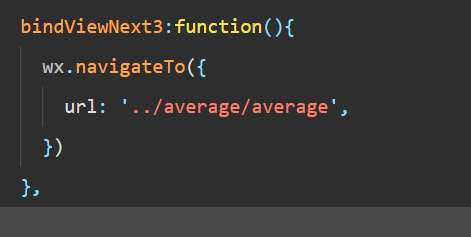 bindViewNext3:function(){
wx.navigateTo({
url: '../average/average',
})
},